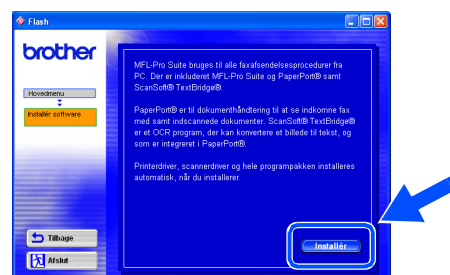 Flash
brother
Hovedmenu
Installér software
MFL-Pro Suite bruges til alle faxafsendelsesprocedurer fra
PC. Der er inkluderet MFL-Pro Suite og PaperPort® samt
ScanSoft® TextBridge®
PaperPort® er til dokumenthåndtering til at se indkomne fax
med samt indscannede dokumenter. ScanSoft® TextBridge®
er et OCR program, der kan konvertere et billede til tekst, og
som er integreret i PaperPort®.
Printerdriver, scannerdriver og hele programpakken installeres
automatisk, når du installerer.
Installér
Tilbage
Afslut